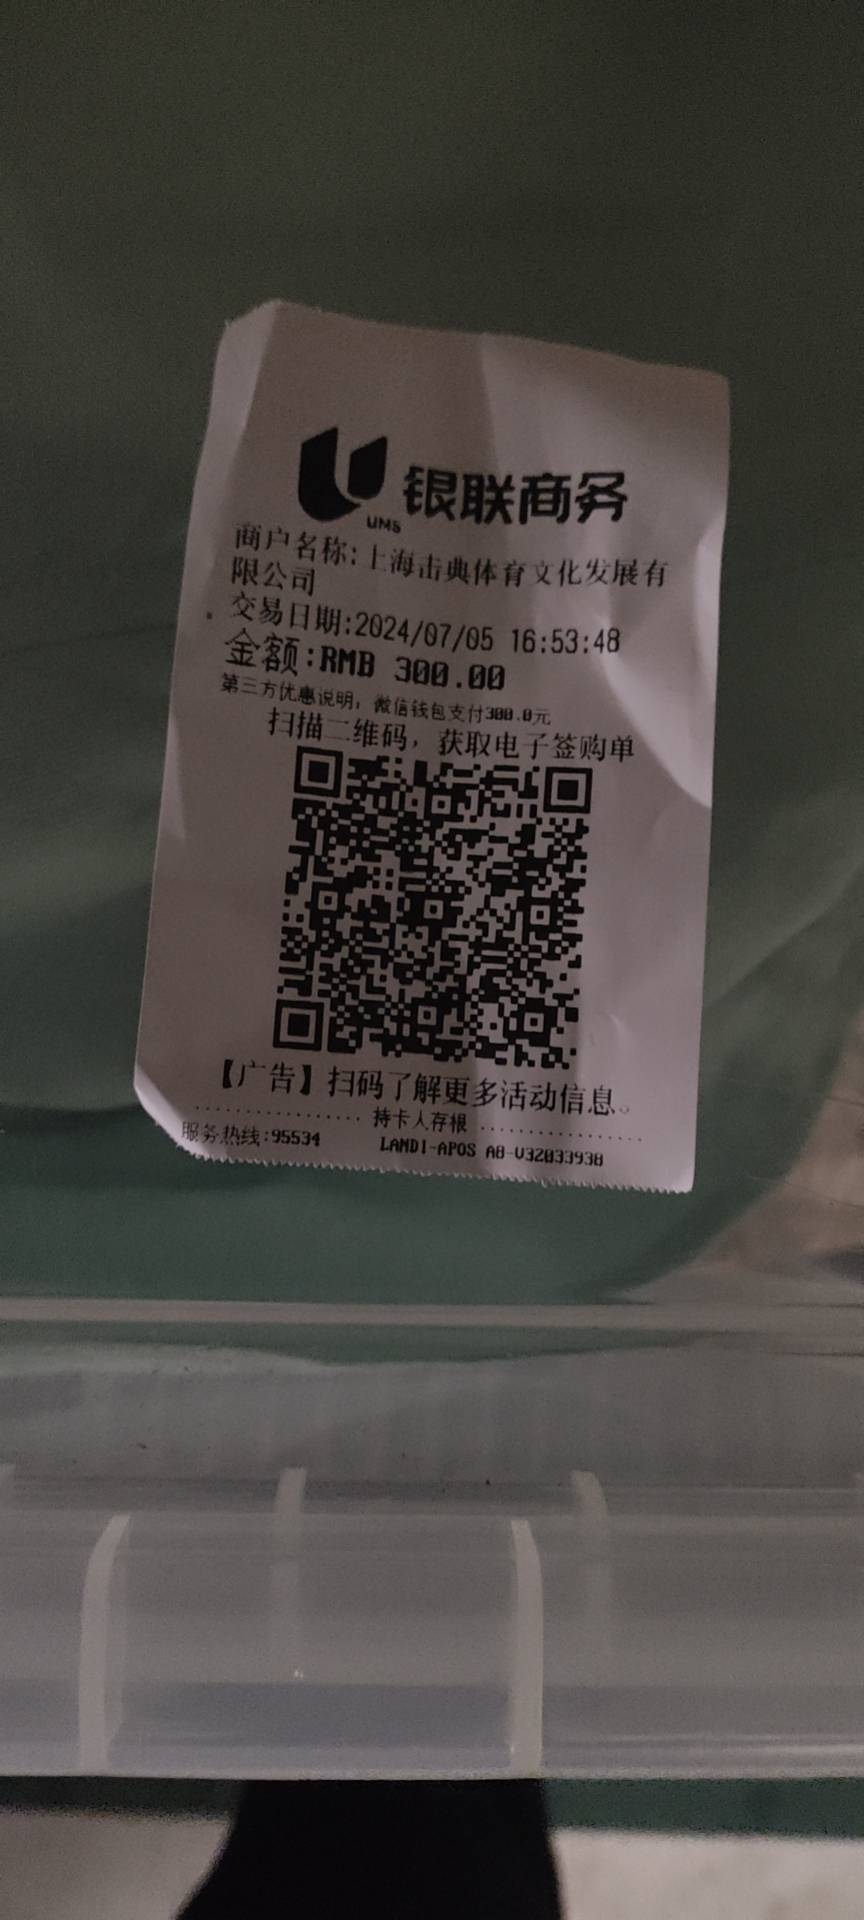 银联商务
UMS
商户名称:上海击典体育文化发展有
限公司
交易日期:2024/07/05 16:53:48
金额:RMB 300.00
第三方优惠说明，微信钱包支付300.0元
扫描二维码，获取电子签购单
【广告】扫码了解更多活动信息。
持卡人存根
服务热线:95534 LANDI-APOS A8-V32033938